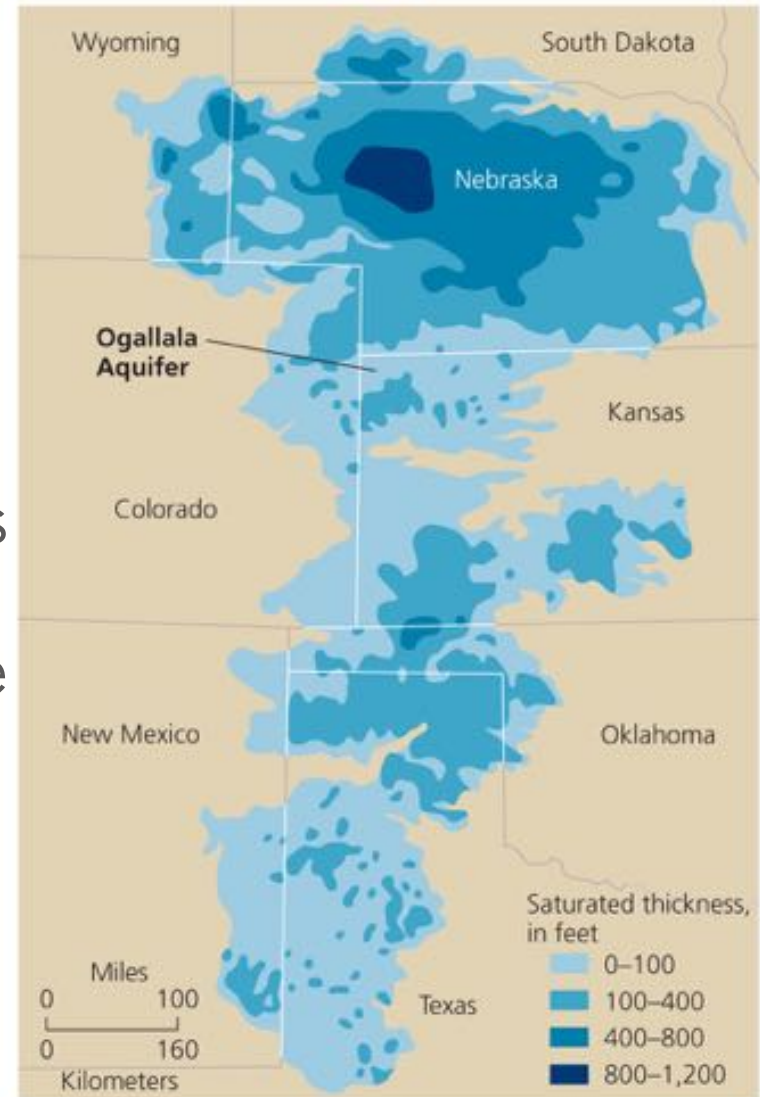 Wyoming
South Dakota
Nebraska
Ogallala
Aquifer
Kansas
Colorado
s
e
New Mexico
Oklahoma
Texas
Miles
0 100
0 160
Kilometers
Saturated thickness,
in feet
0–100
100–400
400–800
800–1,200